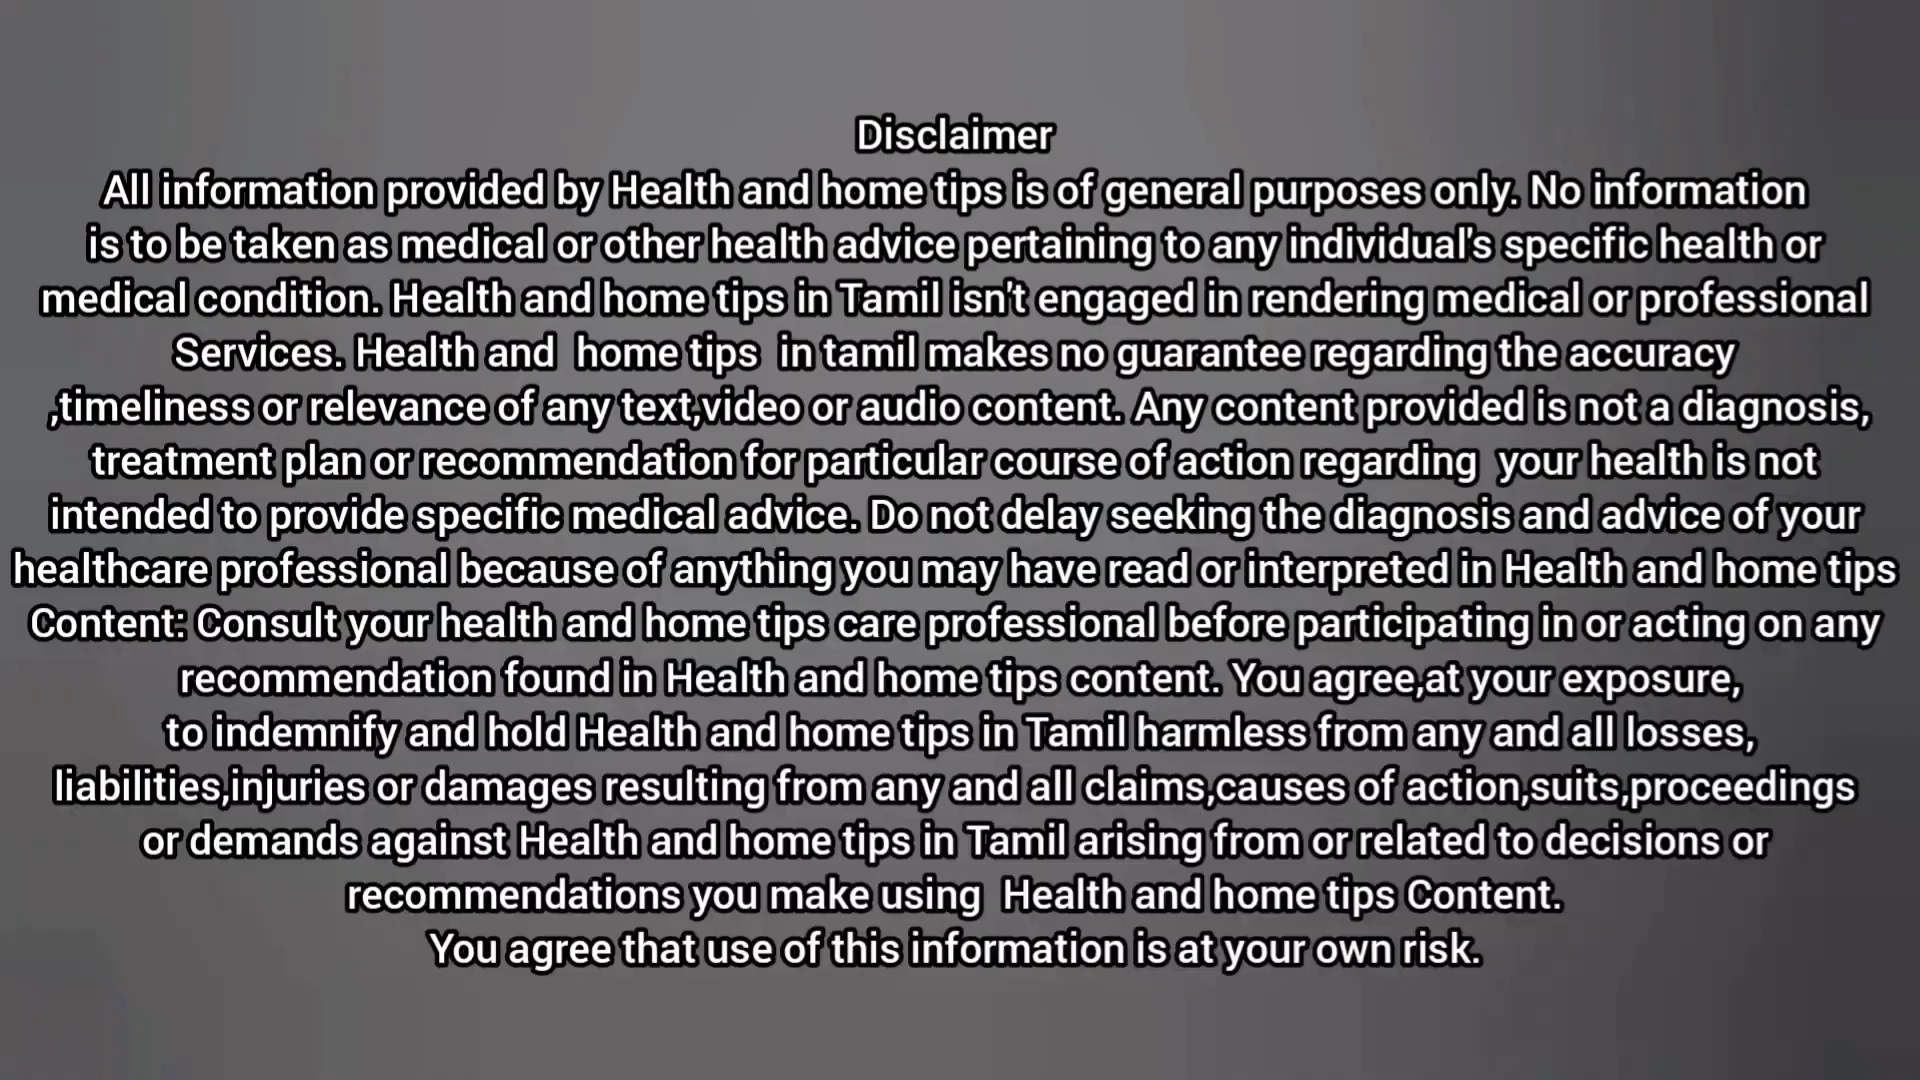 Disclaimer
All information provided by Health and home tips is of general purposes only. No information
is to be taken as medical or other health advice pertaining to any individual's specific health or
medical condition. Health and home tips in Tamil isn't engaged in rendering medical or professional
Services. Health and  home tips  in tamil makes no guarantee regarding the accuracy
,timeliness or relevance of any text,video or audio content. Any content provided is not a diagnosis,
treatment plan or recommendation for particular course of action regarding  your health is not
intended to provide specific medical advice. Do not delay seeking the diagnosis and advice of your
healthcare professional because of anything you may have read or interpreted in Health and home tips
Content: Consult your health and home tips care professional before participating in or acting on any
recommendation found in Health and home tips content. You agree,at your exposure,
to indemnify and hold Health and home tips in Tamil harmless from any and all losses,
liabilities,injuries or damages resulting from any and all claims,causes of action,suits,proceedings
or demands against Health and home tips in Tamil arising from or related to decisions or
recommendations you make using  Health and home tips Content.
You agree that use of this information is at your own risk.